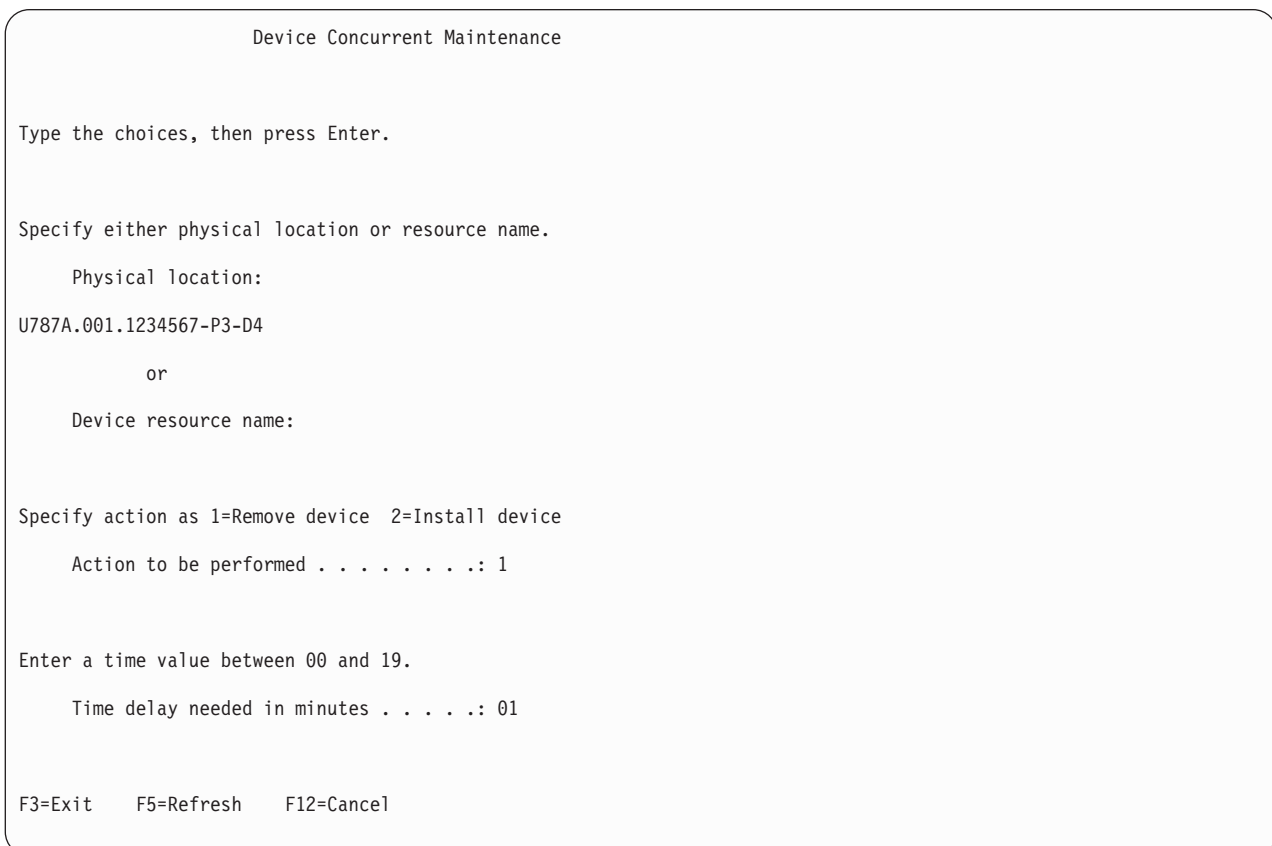 Device Concurrent Maintenance
Type the choices, then press Enter.
Specify either physical location or resource name.
Physical location:
U787A.001.1234567-P3-D4
or
Device resource name:
Specify action as 1=Remove device 2=Install device
Action to be performed . . . . . . . .: 1
Enter a time value between 00 and 19.
Time delay needed in minutes . . . . .: 01
F3=Exit F5=Refresh F12=Cancel